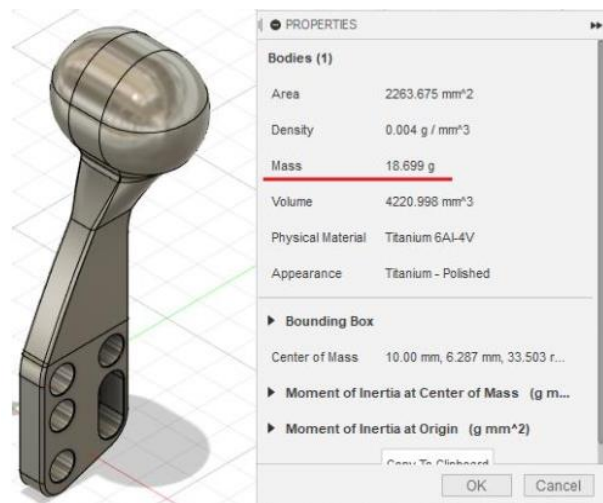 PROPERTIES
Bodies (1)
Area 2263.675 mm^2
Density 0.004 g / mm^3
Mass 18.699 g
Volume 4220.998 mm^3
Physical Material Titanium 6Al-4V
Appearance Titanium - Polished
Bounding Box
Center of Mass 10.00 mm, 6.287 mm, 33.503 r...
Moment of Inertia at Center of Mass (g m...
Moment of Inertia at Origin (g mm^2)
Copy To Clipboard
OK Cancel